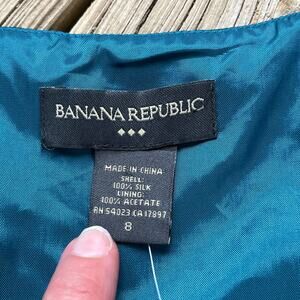 BANANA REPUBLIC
MADE IN CHINA
SHELL:
100% SILK
LINING:
100% ACETATE
RN 54023 CA 17897
8